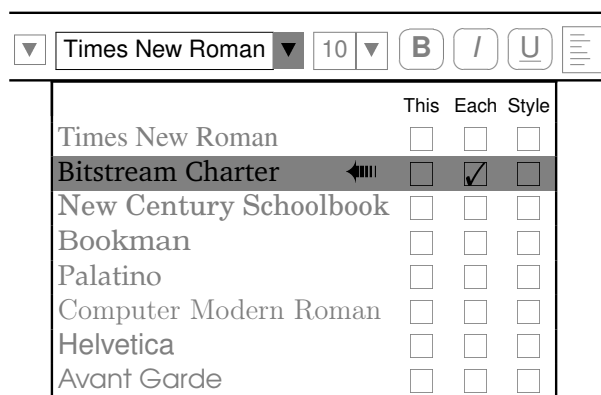 Times New Roman 10 B I U
This Each Style
Times New Roman
Bitstream Charter
New Century Schoolbook
Bookman
Palatino
Computer Modern Roman
Helvetica
Avant Garde